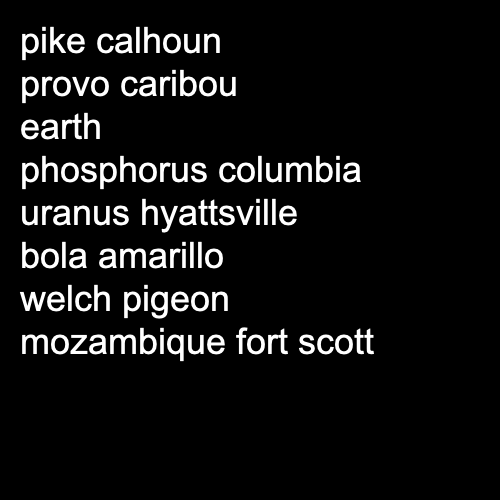 pike calhoun
provo caribou
earth
phosphorus columbia
uranus hyattsville
bola amarillo
welch pigeon
mozambique fort scott